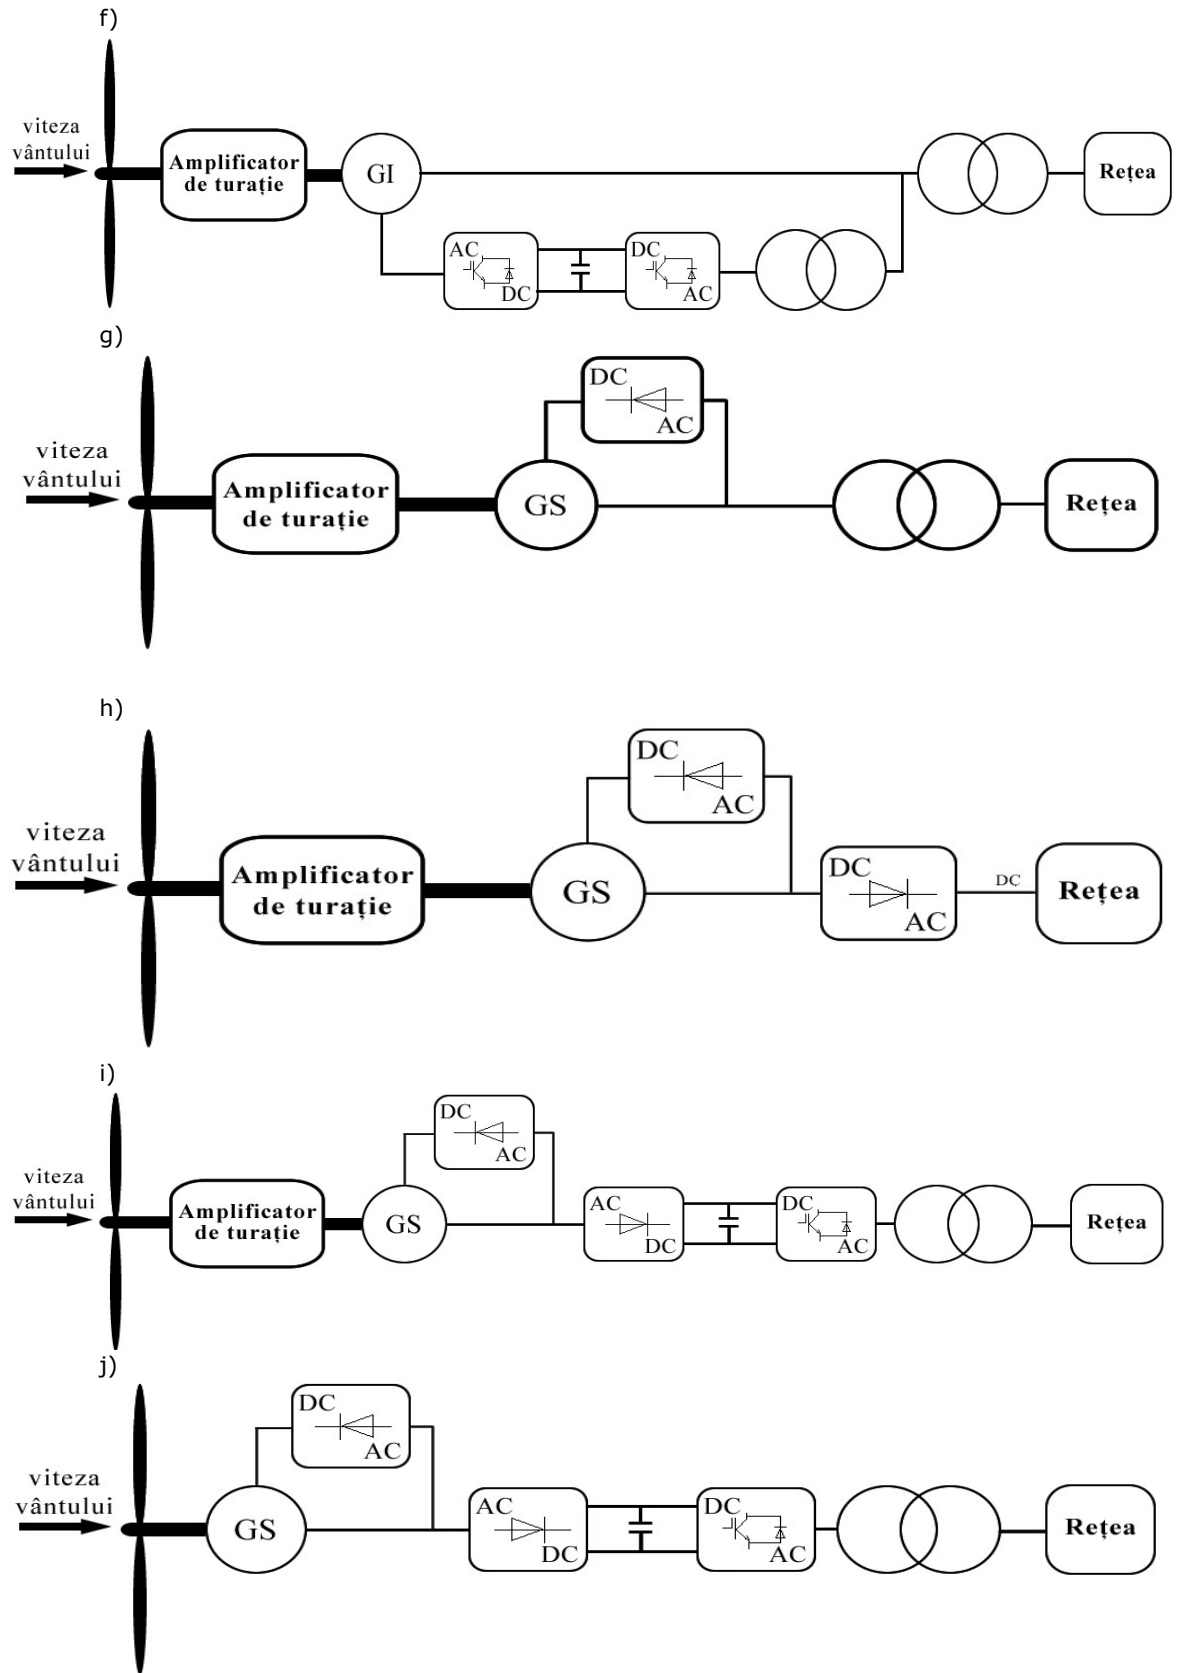 f)
viteza
vântului
Amplificator
de turație
GI
Rețea
AC
DC
DC
AC
g)
DC
AC
viteza
vântului
Amplificator
de turație
GS
Rețea
h)
DC
AC
viteza
vântului
Amplificator
de turație
GS
DC
AC
DC
Rețea
i)
DC
AC
viteza
vântului
Amplificator
de turație
GS
AC
DC
DC
AC
Rețea
j)
DC
AC
viteza
vântului
GS
AC
DC
DC
AC
Rețea